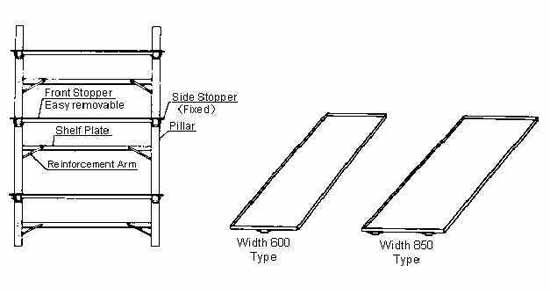 Front Stopper
Easy removable
Side Stopper
(Fixed)
Pillar
Shelf Plate
Reinforcement Arm
Width 600
Type
Width 850
Type